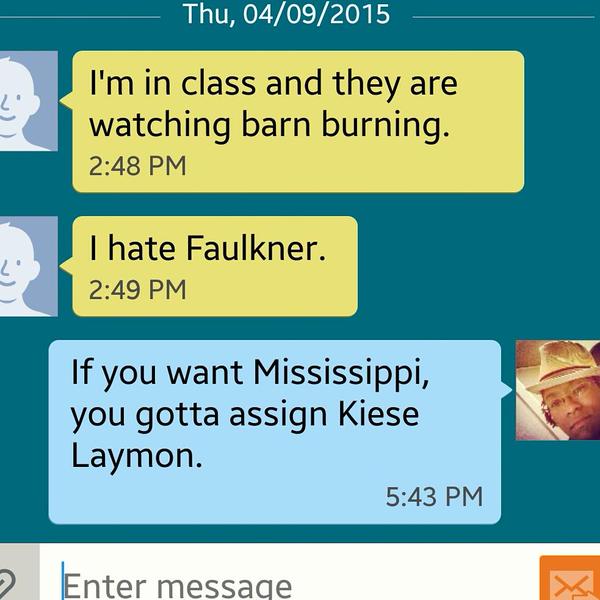 Thu, 04/09/2015
I'm in class and they are
watching barn burning.
2:48 PM
I hate Faulkner.
2:49 PM
If you want Mississippi,
you gotta assign Kiese
Laymon.
5:43 PM
Enter message